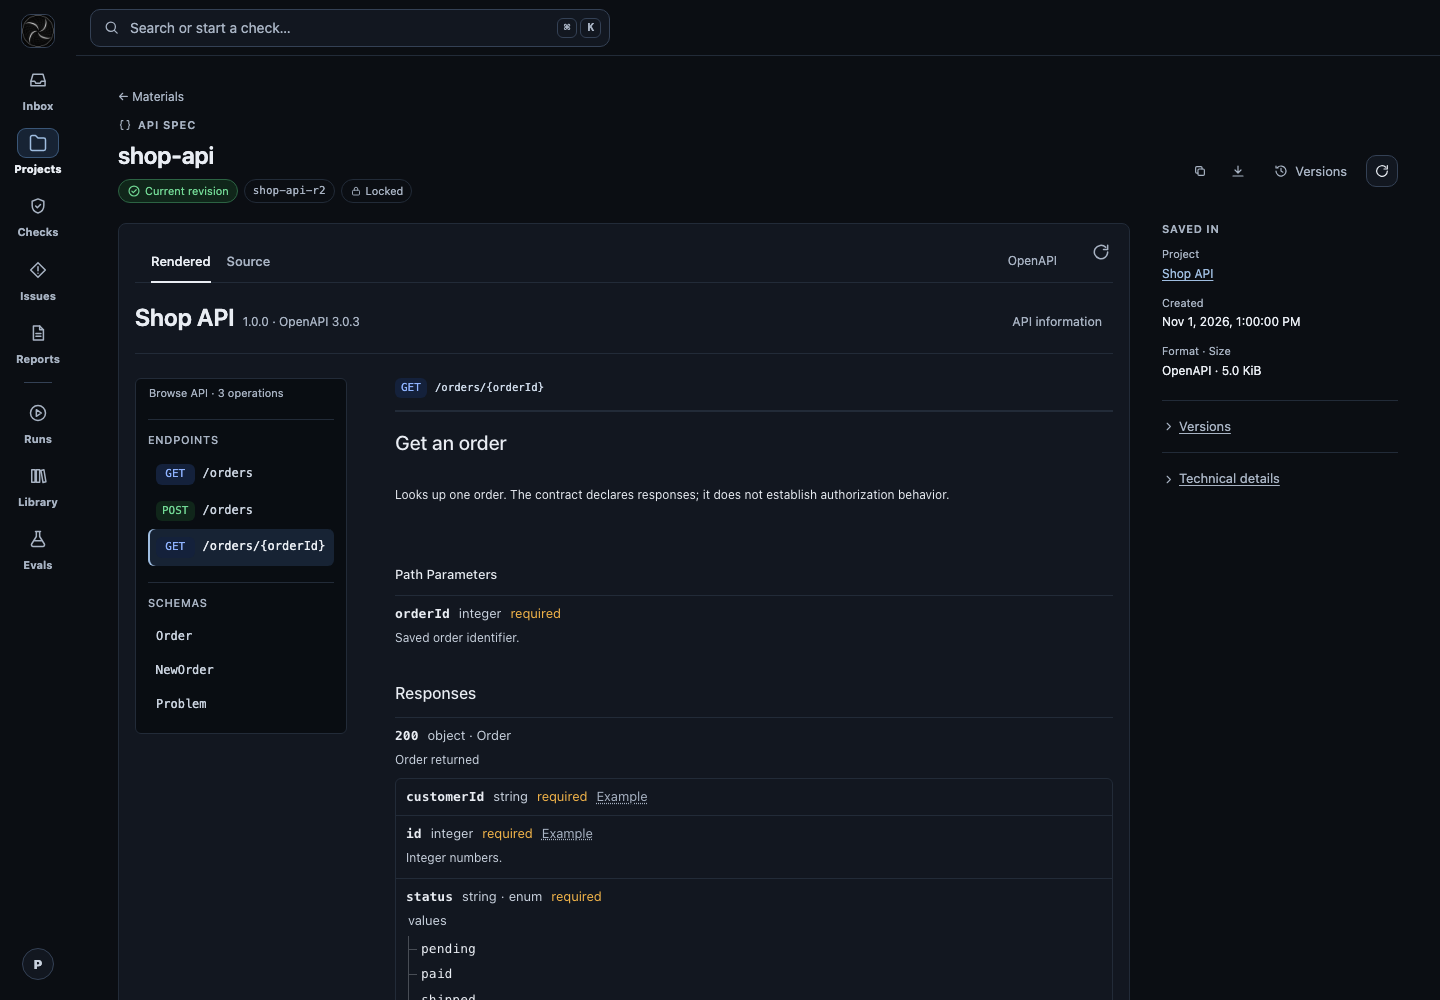 Search or start a check...
⌘ K
Inbox
Projects
Checks
Issues
Reports
Runs
Library
Evals
P
← Materials
{} API SPEC
shop-api
Current revision
shop-api-r2
Locked
Versions
Rendered
Source
OpenAPI
Shop API 1.0.0 · OpenAPI 3.0.3
API information
Browse API · 3 operations
ENDPOINTS
GET /orders
POST /orders
GET /orders/{orderId}
SCHEMAS
Order
NewOrder
Problem
GET /orders/{orderId}
Get an order
Looks up one order. The contract declares responses; it does not establish authorization behavior.
Path Parameters
orderId integer required
Saved order identifier.
Responses
200 object · Order
Order returned
customerId string required Example
id integer required Example
Integer numbers.
status string · enum required
values
pending
paid
shipped
SAVED IN
Project
Shop API
Created
Nov 1, 2026, 1:00:00 PM
Format · Size
OpenAPI · 5.0 KiB
Versions
Technical details